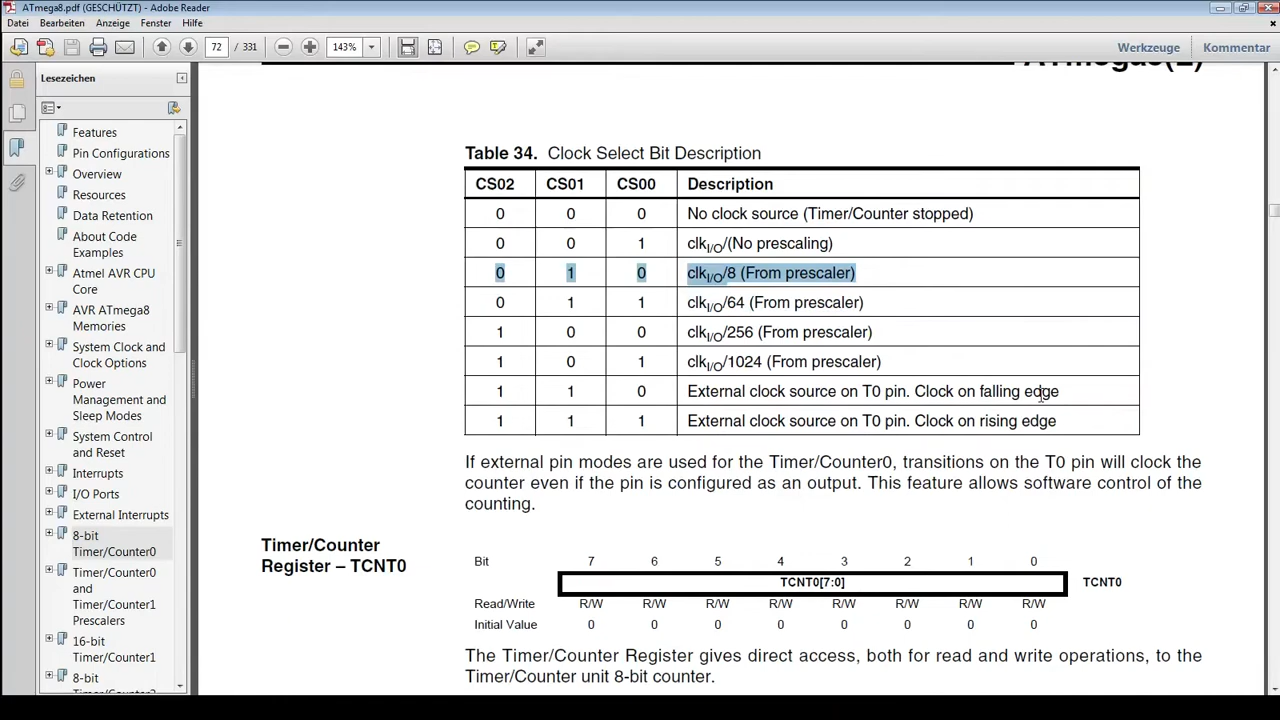 ATmega8.pdf (GESCHÜTZT) - Adobe Reader
Datei Bearbeiten Anzeige Fenster Hilfe
72 / 331 143% Werkzeuge Kommentar
Lesezeichen
Features
Pin Configurations
Overview
Resources
Data Retention
About Code
Examples
Atmel AVR CPU
Core
AVR ATmega8
Memories
System Clock and
Clock Options
Power
Management and
Sleep Modes
System Control
and Reset
Interrupts
I/O Ports
External Interrupts
8-bit
Timer/Counter0
Timer/Counter0
and
Timer/Counter1
Prescalers
16-bit
Timer/Counter1
8-bit
Table 34. Clock Select Bit Description
CS02 CS01 CS00 Description
0 0 0 No clock source (Timer/Counter stopped)
0 0 1 clkI/O/(No prescaling)
0 1 0 clkI/O/8 (From prescaler)
0 1 1 clkI/O/64 (From prescaler)
1 0 0 clkI/O/256 (From prescaler)
1 0 1 clkI/O/1024 (From prescaler)
1 1 0 External clock source on T0 pin. Clock on falling edge
1 1 1 External clock source on T0 pin. Clock on rising edge
If external pin modes are used for the Timer/Counter0, transitions on the T0 pin will clock the
counter even if the pin is configured as an output. This feature allows software control of the
counting.
Timer/Counter
Register – TCNT0
Bit 7 6 5 4 3 2 1 0
TCNT0[7:0] TCNT0
Read/Write R/W R/W R/W R/W R/W R/W R/W R/W
Initial Value 0 0 0 0 0 0 0 0
The Timer/Counter Register gives direct access, both for read and write operations, to the
Timer/Counter unit 8-bit counter.